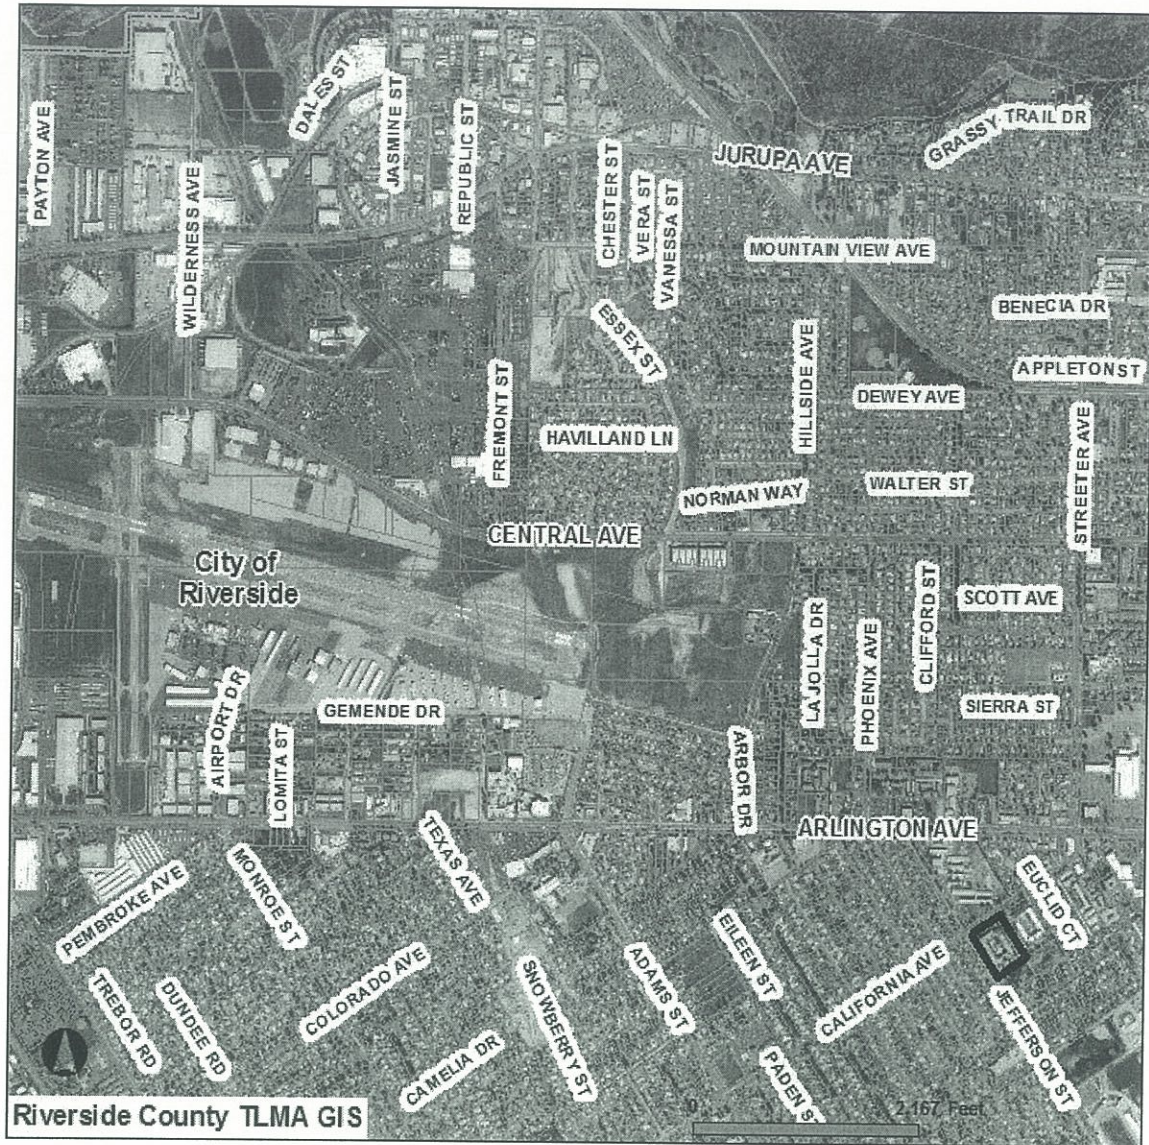 PAYTON AVE
WILDERNESS AVE
DALES ST
JASMINE ST
REPUBLIC ST
CHESTER ST
VERA ST
VANESSA ST
JURUPA AVE
GRASSY TRAIL DR
MOUNTAIN VIEW AVE
BENECIA DR
ESSEX ST
HILLSIDE AVE
APPLETON ST
DEWEY AVE
FREMONT ST
HAVILLAND LN
STREETER AVE
WALTER ST
NORMAN WAY
CENTRAL AVE
City of
Riverside
LA JOLLA DR
PHOENIX AVE
CLIFFORD ST
SCOTT AVE
SIERRA ST
AIRPORT DR
GEMENDE DR
LOMITA ST
ARBOR DR
ARLINGTON AVE
TEXAS AVE
MONROE ST
PEMBROKE AVE
EUCLID CT
TREBOR RD
DUNDEE RD
COLORADO AVE
SNOWBERRY ST
ADAMS ST
EILEEN ST
CALIFORNIA AVE
JEFFERSON ST
CAMELIA DR
PADEN ST
Riverside County TLMA GIS
0 2,167 Feet